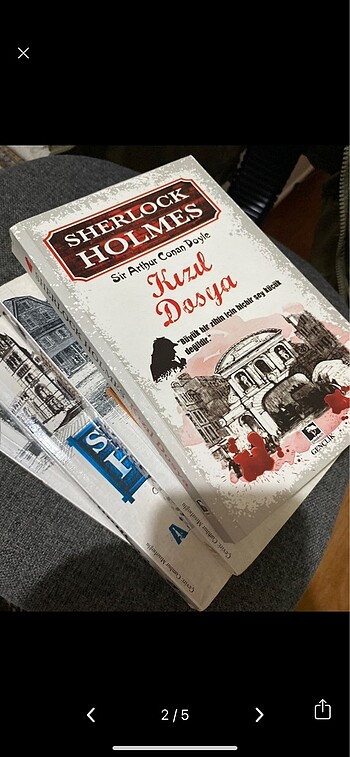 SHERLOCK
HOLMES
Sir Arthur Conan Doyle
Kızıl
Dosya
"Büyük bir zihin için hiçbir şey küçük
değildir."
GENÇLİK
SH
A
2 / 5